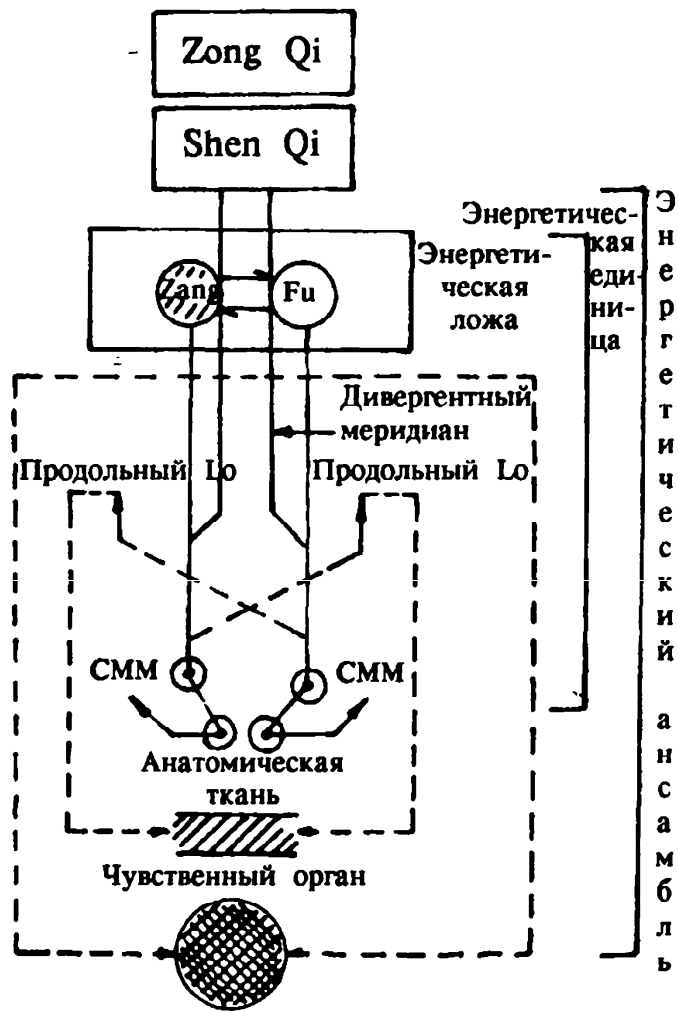 Zong Qi
Shen Qi
Энергетичес-
кая
еди-
ни-
ца
Энергети-
ческая
ложа
Zang
Fu
Дивергентный
меридиан
Продольный Lo
Продольный Lo
СММ
СММ
Анатомическая
ткань
Чувственный орган
Энергетический ансамбль